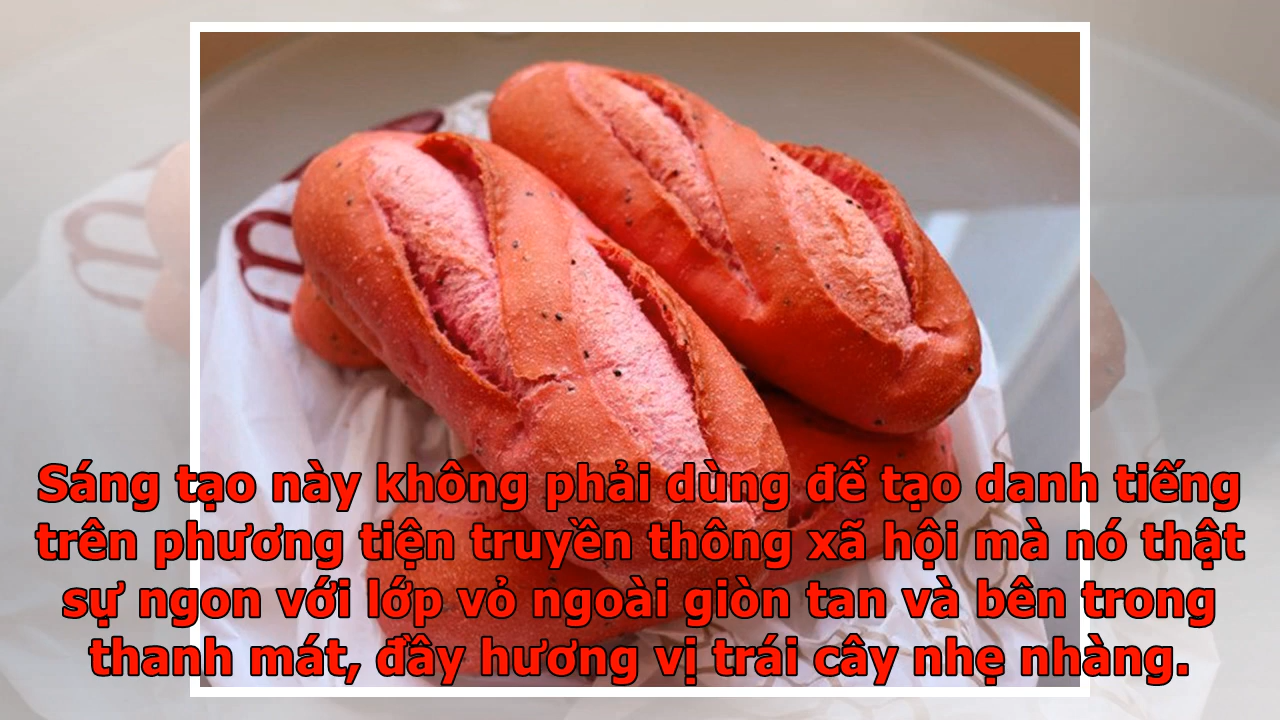 Sáng tạo này không phải dùng để tạo danh tiếng
trên phương tiện truyền thông xã hội mà nó thật
sự ngon với lớp vỏ ngoài giòn tan và bên trong
thanh mát, đầy hương vị trái cây nhẹ nhàng.